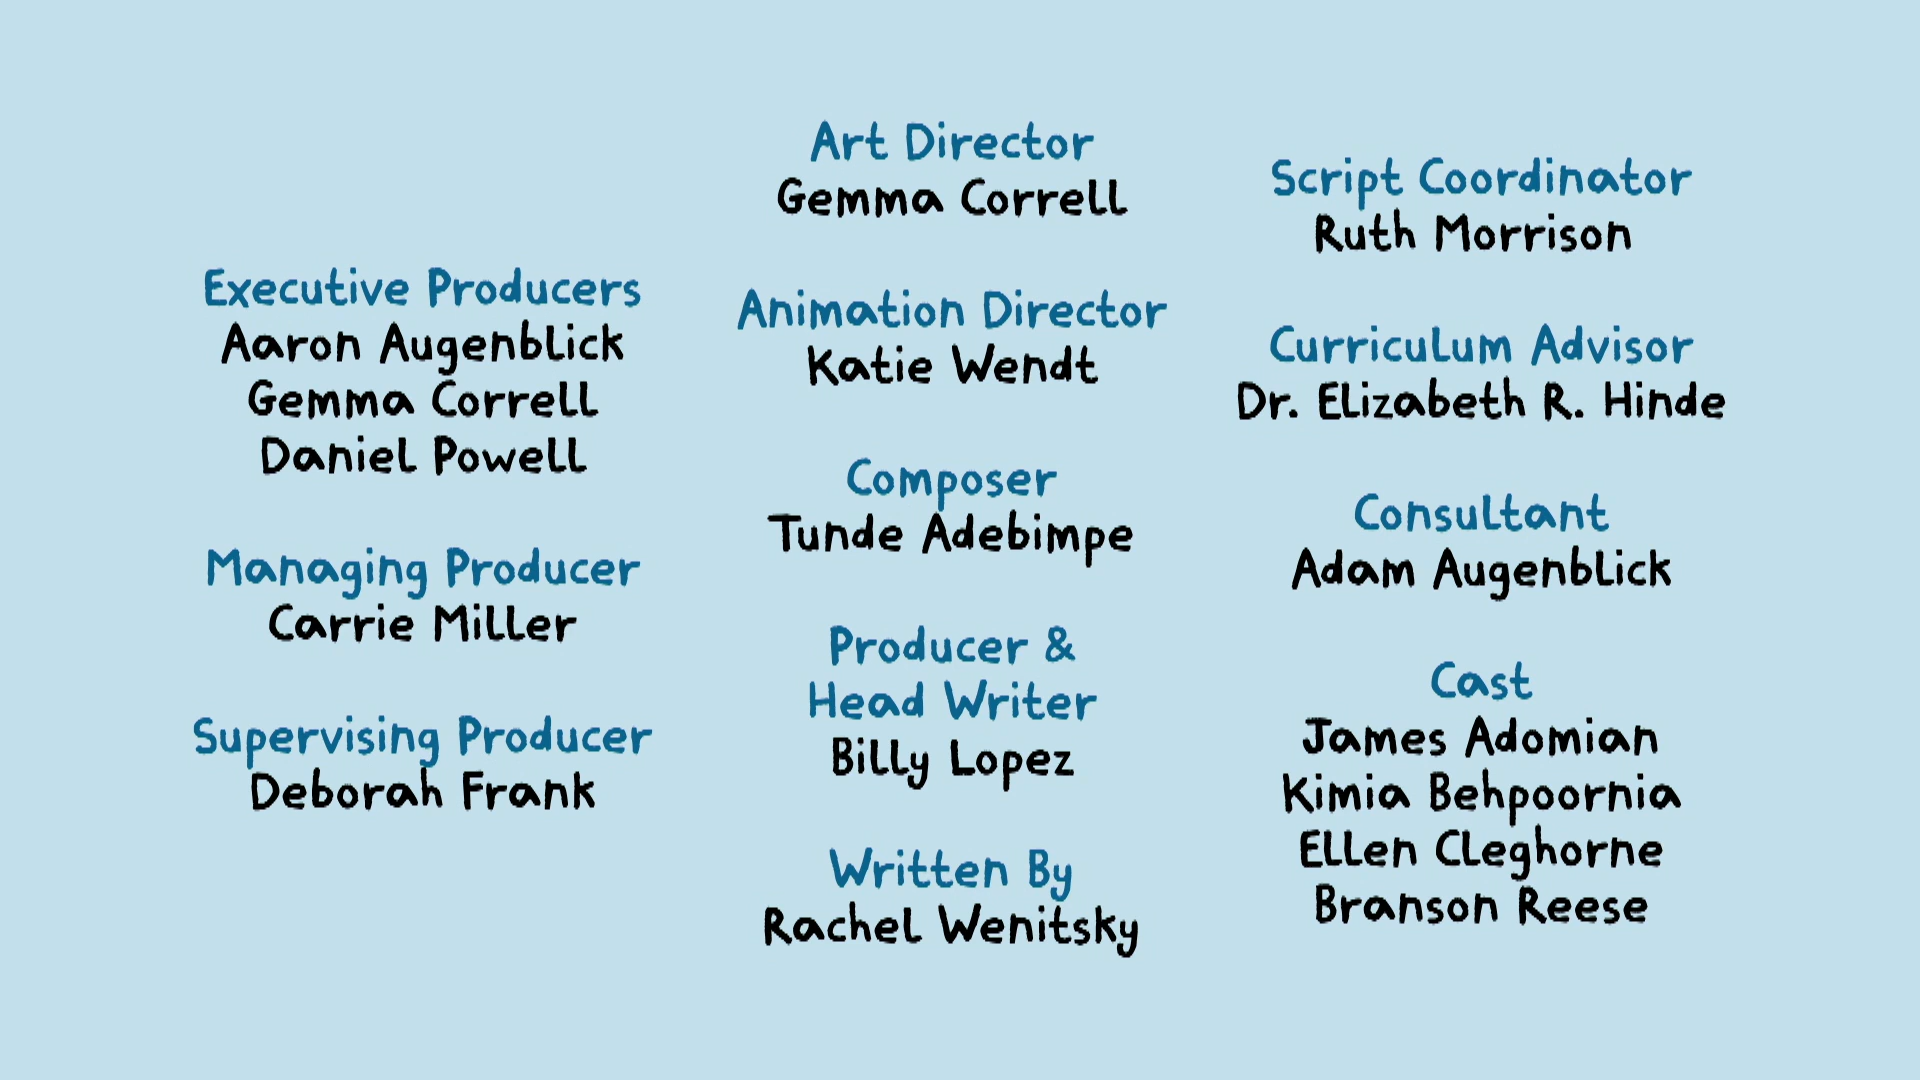 Executive Producers
Aaron Augenblick
Gemma Correll
Daniel Powell
Managing Producer
Carrie Miller
Supervising Producer
Deborah Frank
Art Director
Gemma Correll
Animation Director
Katie Wendt
Composer
Tunde Adebimpe
Producer &
Head Writer
Billy Lopez
Written By
Rachel Wenitsky
Script Coordinator
Ruth Morrison
Curriculum Advisor
Dr. Elizabeth R. Hinde
Consultant
Adam Augenblick
Cast
James Adomian
Kimia Behpoornia
Ellen Cleghorne
Branson Reese